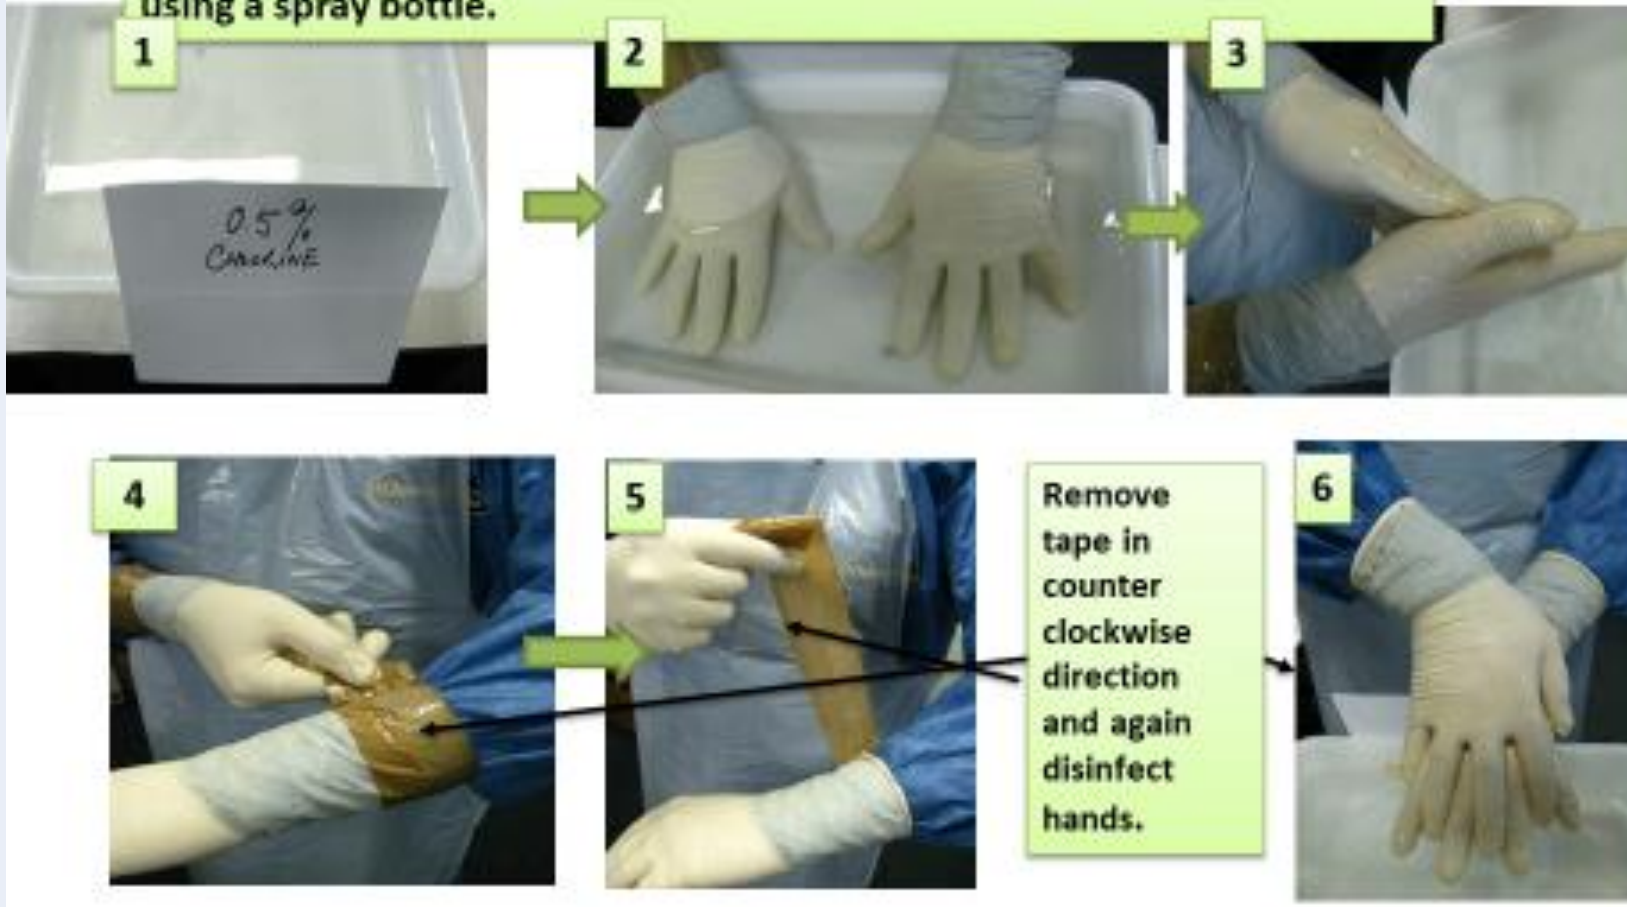 using a spray bottle.
1
2
3
0.5%
CHLORINE
4
5
6
Remove
tape in
counter
clockwise
direction
and again
disinfect
hands.